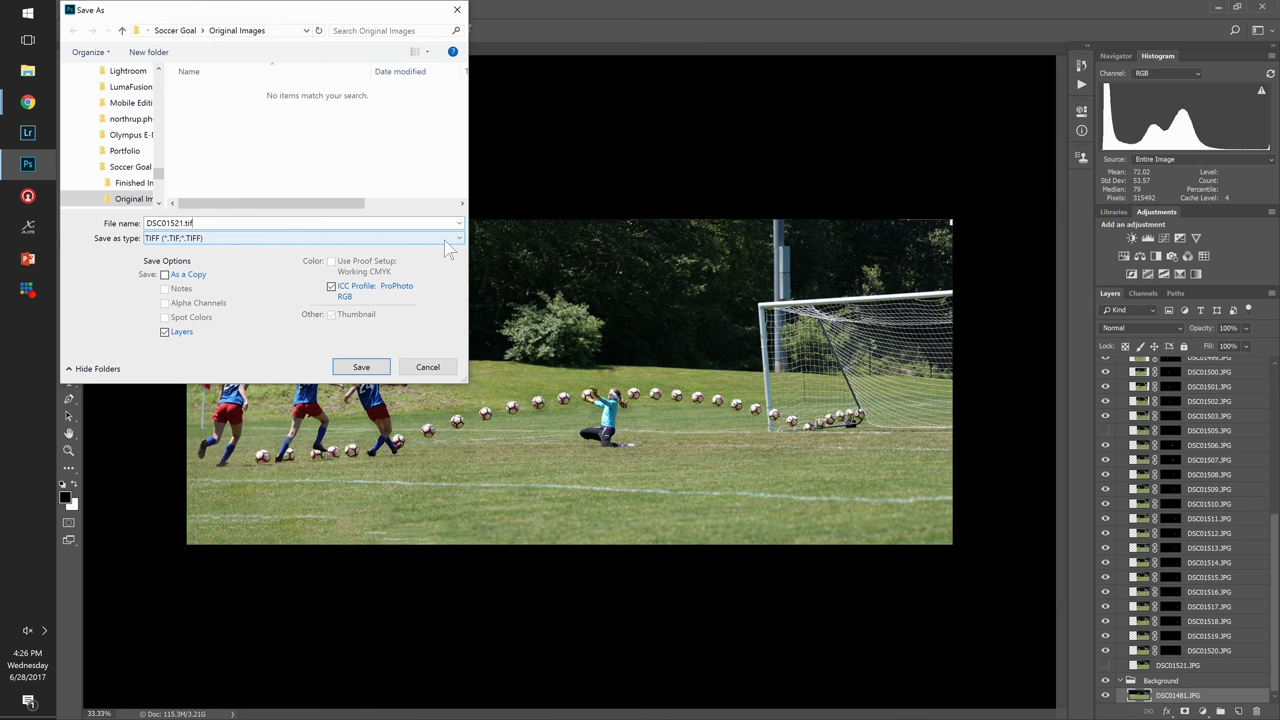 Save As
Soccer Goal > Original Images
Search Original Images
Organize
New folder
Lightroom
LumaFusion
Mobile Editi
northrup.ph
Olympus E-M
Portfolio
Soccer Goal
Finished In
Original Im
Name
Date modified
No items match your search.
File name:
DSC01521.tif
Save as type:
TIFF (*.TIF;*.TIFF)
Save Options
Save:
As a Copy
Notes
Alpha Channels
Spot Colors
Layers
Color:
Use Proof Setup:
Working CMYK
ICC Profile: ProPhoto
RGB
Other:
Thumbnail
Hide Folders
Save
Cancel
Lr
Ps
4:26 PM
Wednesday
6/28/2017
33.33%
Doc: 115.3M/3.21G
Navigator
Histogram
Channel:
RGB
Source:
Entire Image
Mean: 72.02
Level:
Std Dev: 53.57
Count:
Median: 79
Percentile:
Pixels: 315492
Cache Level: 4
Libraries
Adjustments
Add an adjustment
Layers
Channels
Paths
Kind
Normal
Opacity: 100%
Lock:
Fill: 100%
DSC01499.JPG
DSC01500.JPG
DSC01501.JPG
DSC01502.JPG
DSC01503.JPG
DSC01505.JPG
DSC01506.JPG
DSC01507.JPG
DSC01508.JPG
DSC01509.JPG
DSC01510.JPG
DSC01511.JPG
DSC01512.JPG
DSC01513.JPG
DSC01514.JPG
DSC01515.JPG
DSC01516.JPG
DSC01517.JPG
DSC01518.JPG
DSC01519.JPG
DSC01520.JPG
DSC01521.JPG
Background
DSC01481.JPG
fx